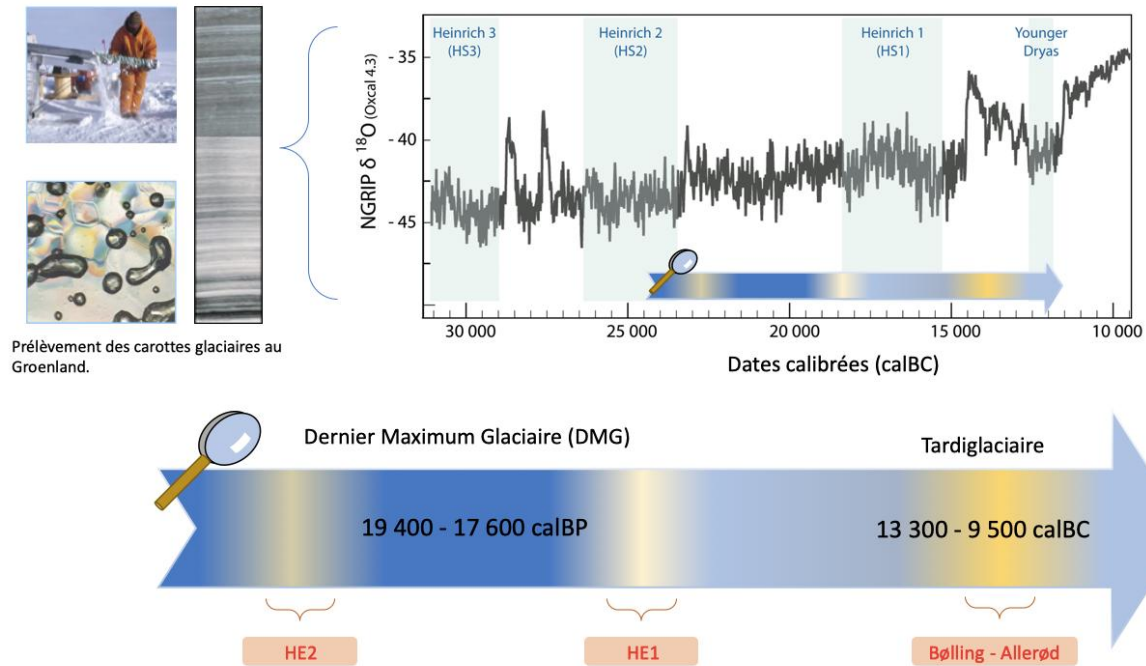 Heinrich 3
(HS3)
Heinrich 2
(HS2)
Heinrich 1
(HS1)
Younger
Dryas
NGRIP δ 18O (Oxcal 4.3)
- 35
- 40
- 45
30 000
25 000
20 000
15 000
10 000
Dates calibrées (calBC)
Prélèvement des carottes glaciaires au
Groenland.
Dernier Maximum Glaciaire (DMG)
Tardiglaciaire
19 400 - 17 600 calBP
13 300 - 9 500 calBC
HE2
HE1
Bølling - Allerød